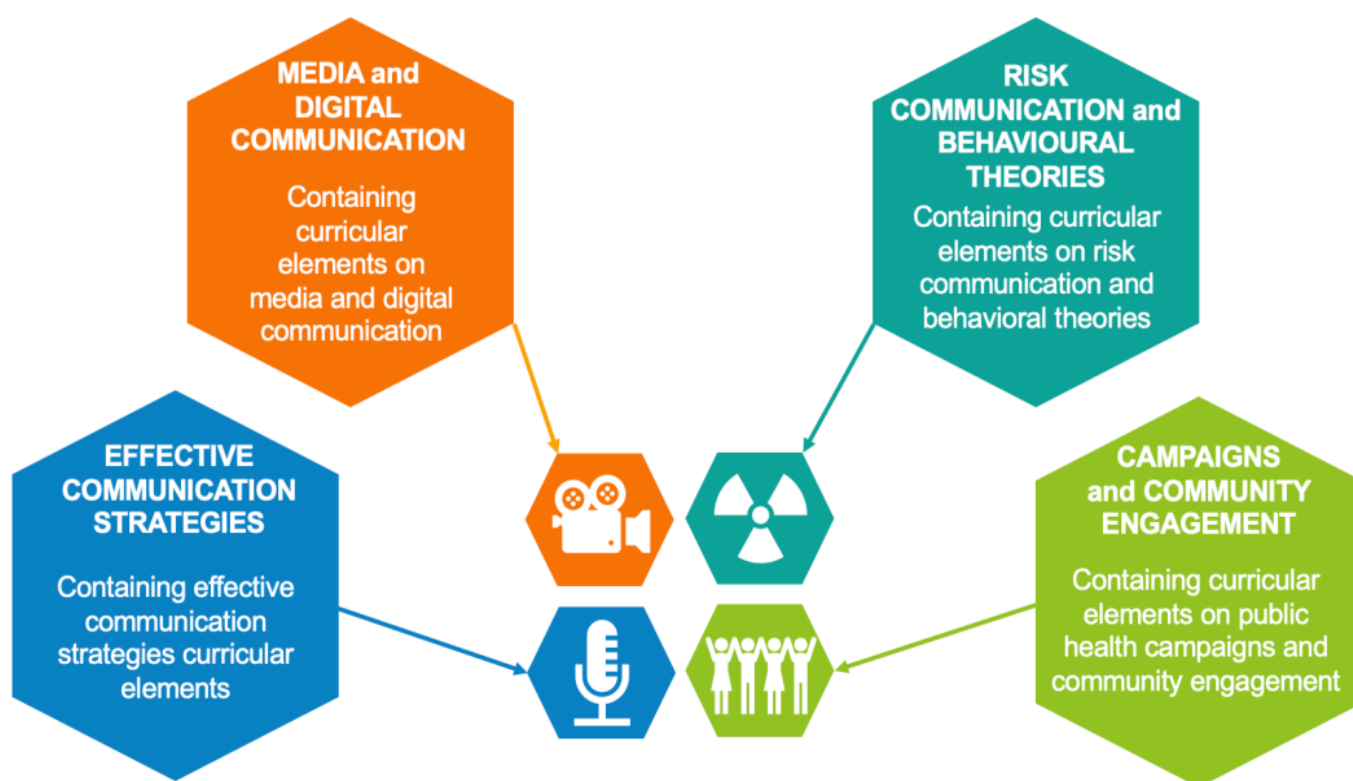 MEDIA and
DIGITAL
COMMUNICATION
Containing
curricular
elements on
media and digital
communication
RISK
COMMUNICATION and
BEHAVIOURAL
THEORIES
Containing curricular
elements on risk
communication and
behavioral theories
EFFECTIVE
COMMUNICATION
STRATEGIES
Containing effective
communication
strategies curricular
elements
CAMPAIGNS
and COMMUNITY
ENGAGEMENT
Containing curricular
elements on public
health campaigns and
community engagement